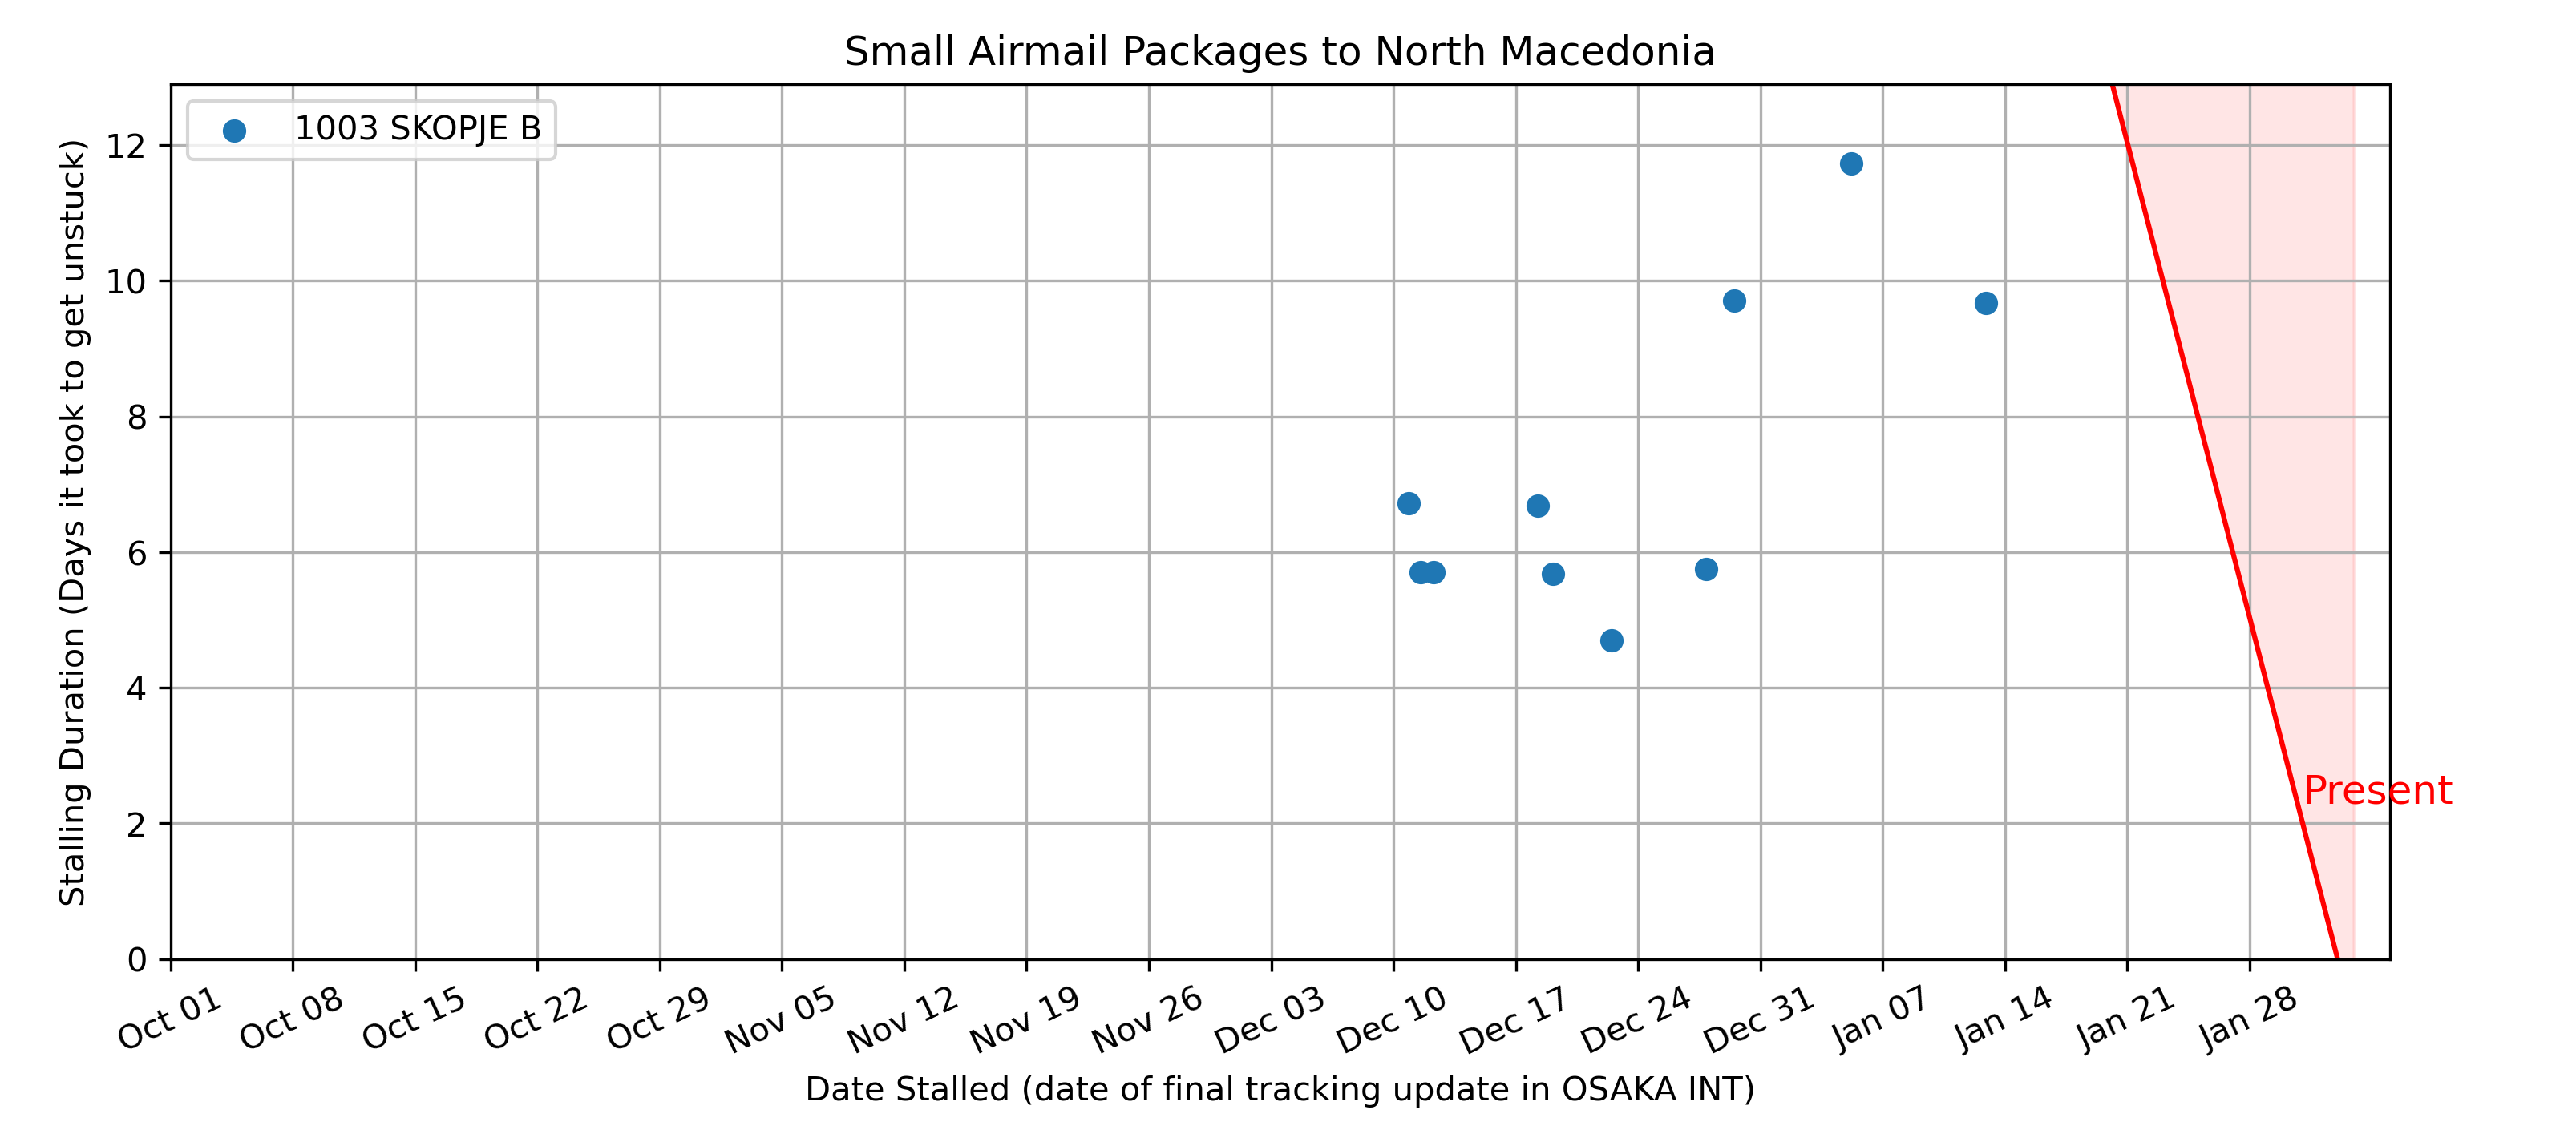 Small Airmail Packages to North Macedonia
1003 SKOPJE B
Stalling Duration (Days it took to get unstuck)
12
10
8
6
4
2
0
Present
Oct 01 Oct 08 Oct 15 Oct 22 Oct 29 Nov 05 Nov 12 Nov 19 Nov 26 Dec 03 Dec 10 Dec 17 Dec 24 Dec 31 Jan 07 Jan 14 Jan 21 Jan 28
Date Stalled (date of final tracking update in OSAKA INT)